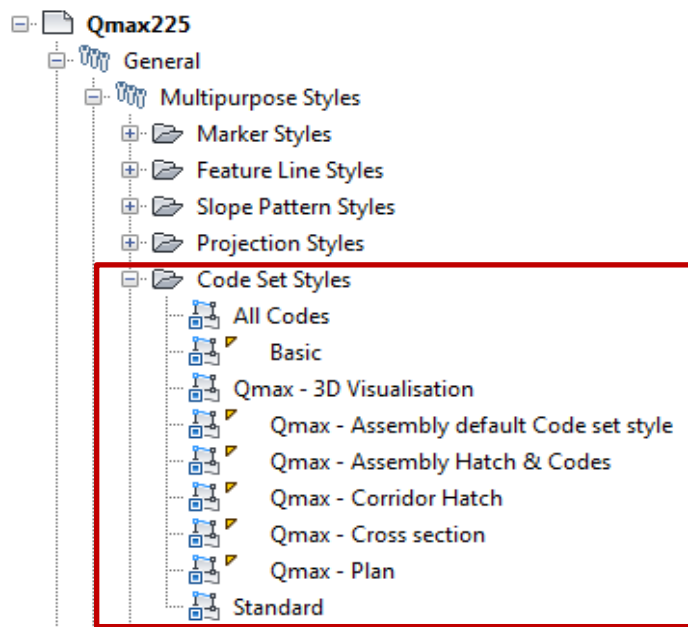 Qmax225
General
Multipurpose Styles
Marker Styles
Feature Line Styles
Slope Pattern Styles
Projection Styles
Code Set Styles
All Codes
Basic
Qmax - 3D Visualisation
Qmax - Assembly default Code set style
Qmax - Assembly Hatch & Codes
Qmax - Corridor Hatch
Qmax - Cross section
Qmax - Plan
Standard